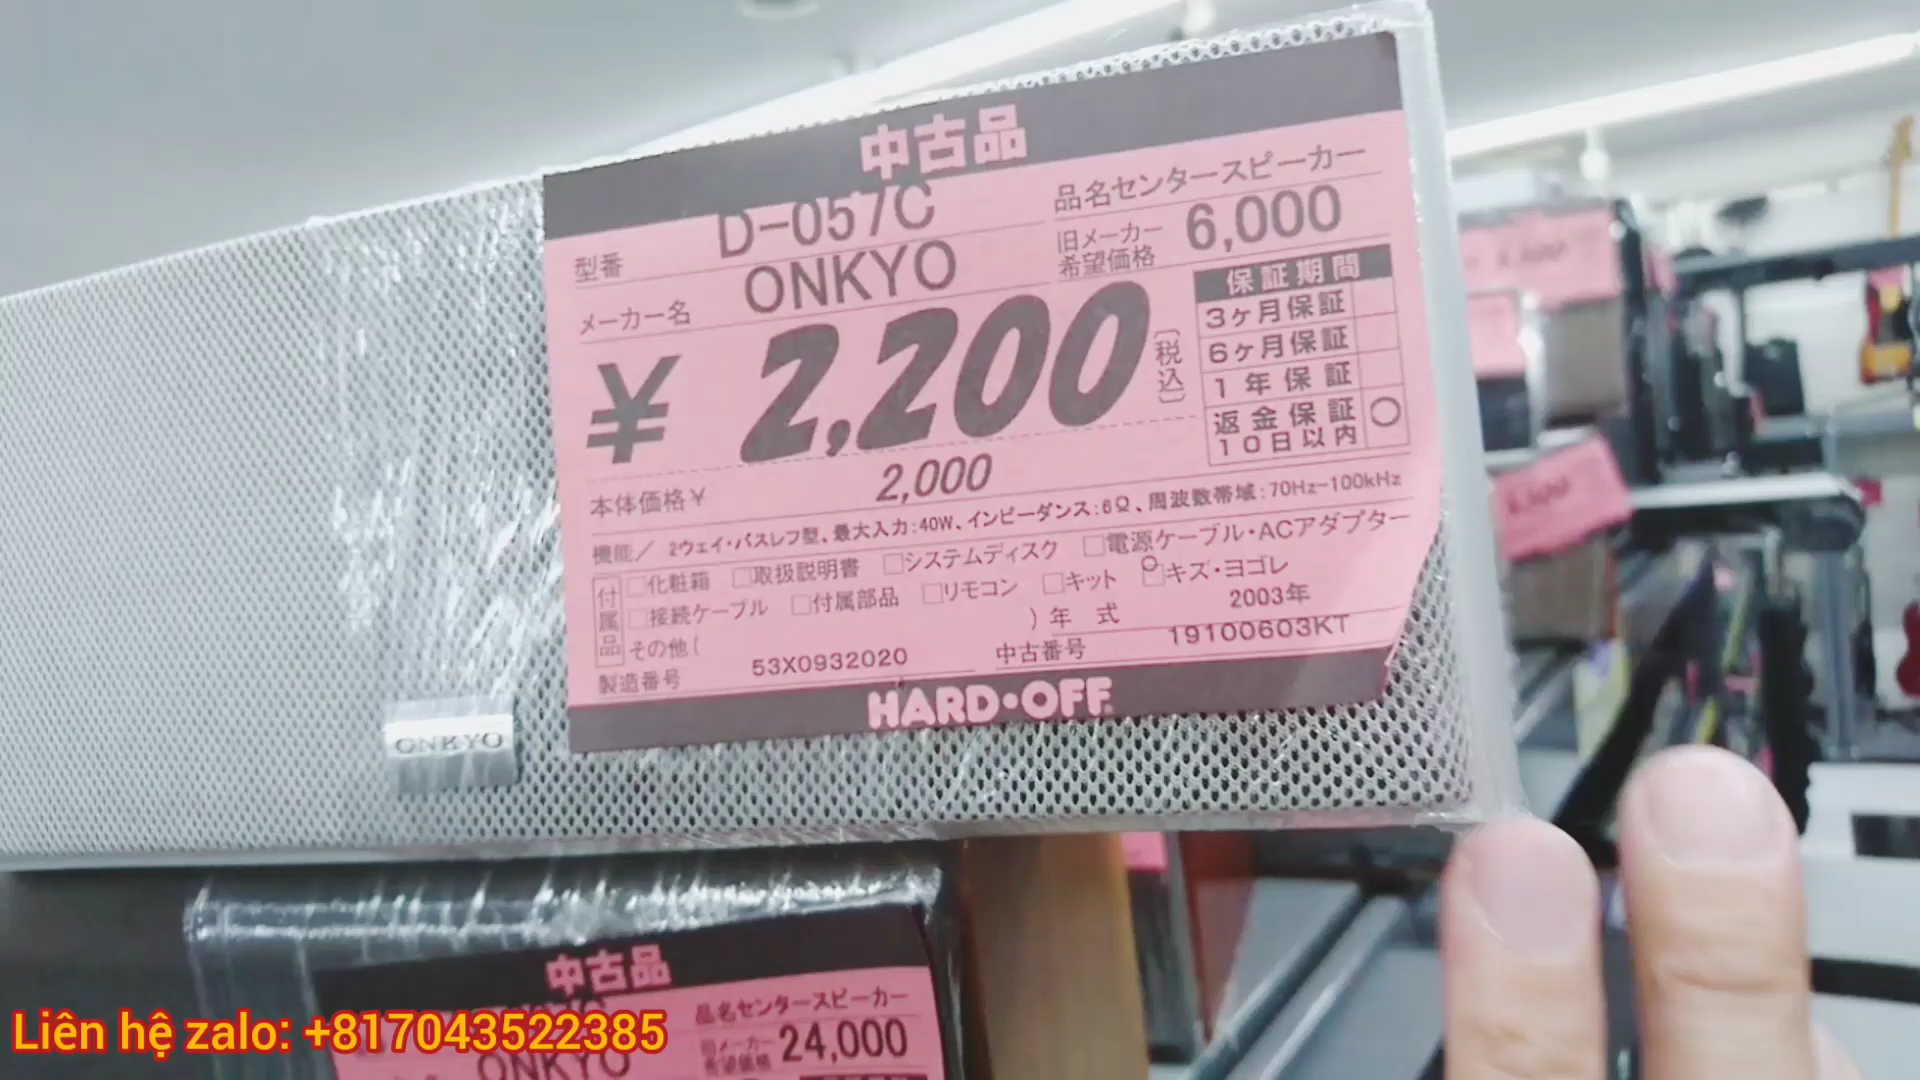 中古品
型番 D-057C
品名センタースピーカー
メーカー名 ONKYO
旧メーカー希望価格 6,000
¥ 2,200 〔税込〕
本体価格¥ 2,000
保証期間
3ヶ月保証
6ヶ月保証
1年保証
返金保証10日以内 ○
機能/ 2ウェイ・バスレフ型、最大入力:40W、インピーダンス:6Ω、周波数帯域:70Hz-100kHz
付属品 □化粧箱 □取扱説明書 □システムディスク □電源ケーブル・ACアダプター
□接続ケーブル □付属部品 □リモコン □キット □キズ・ヨゴレ
その他( ) 年式 2003年
製造番号 53X0932020 中古番号 19100603KT
HARD・OFF
ONKYO
中古品
品名センタースピーカー
旧メーカー希望価格 24,000
ONKYO
Liên hệ zalo: +817043522385